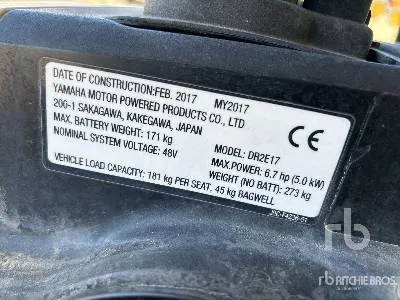 DATE OF CONSTRUCTION:FEB. 2017 MY2017
YAMAHA MOTOR POWERED PRODUCTS CO., LTD
200-1 SAKAGAWA, KAKEGAWA, JAPAN
MAX. BATTERY WEIGHT: 171 kg
NOMINAL SYSTEM VOLTAGE: 48V
CE
MODEL: DR2E17
MAX.POWER: 6.7 hp (5.0 kW)
WEIGHT (NO BATT): 273 kg
VEHICLE LOAD CAPACITY: 181 kg PER SEAT, 45 kg BAGWELL
rb
rb RITCHIE BROS.